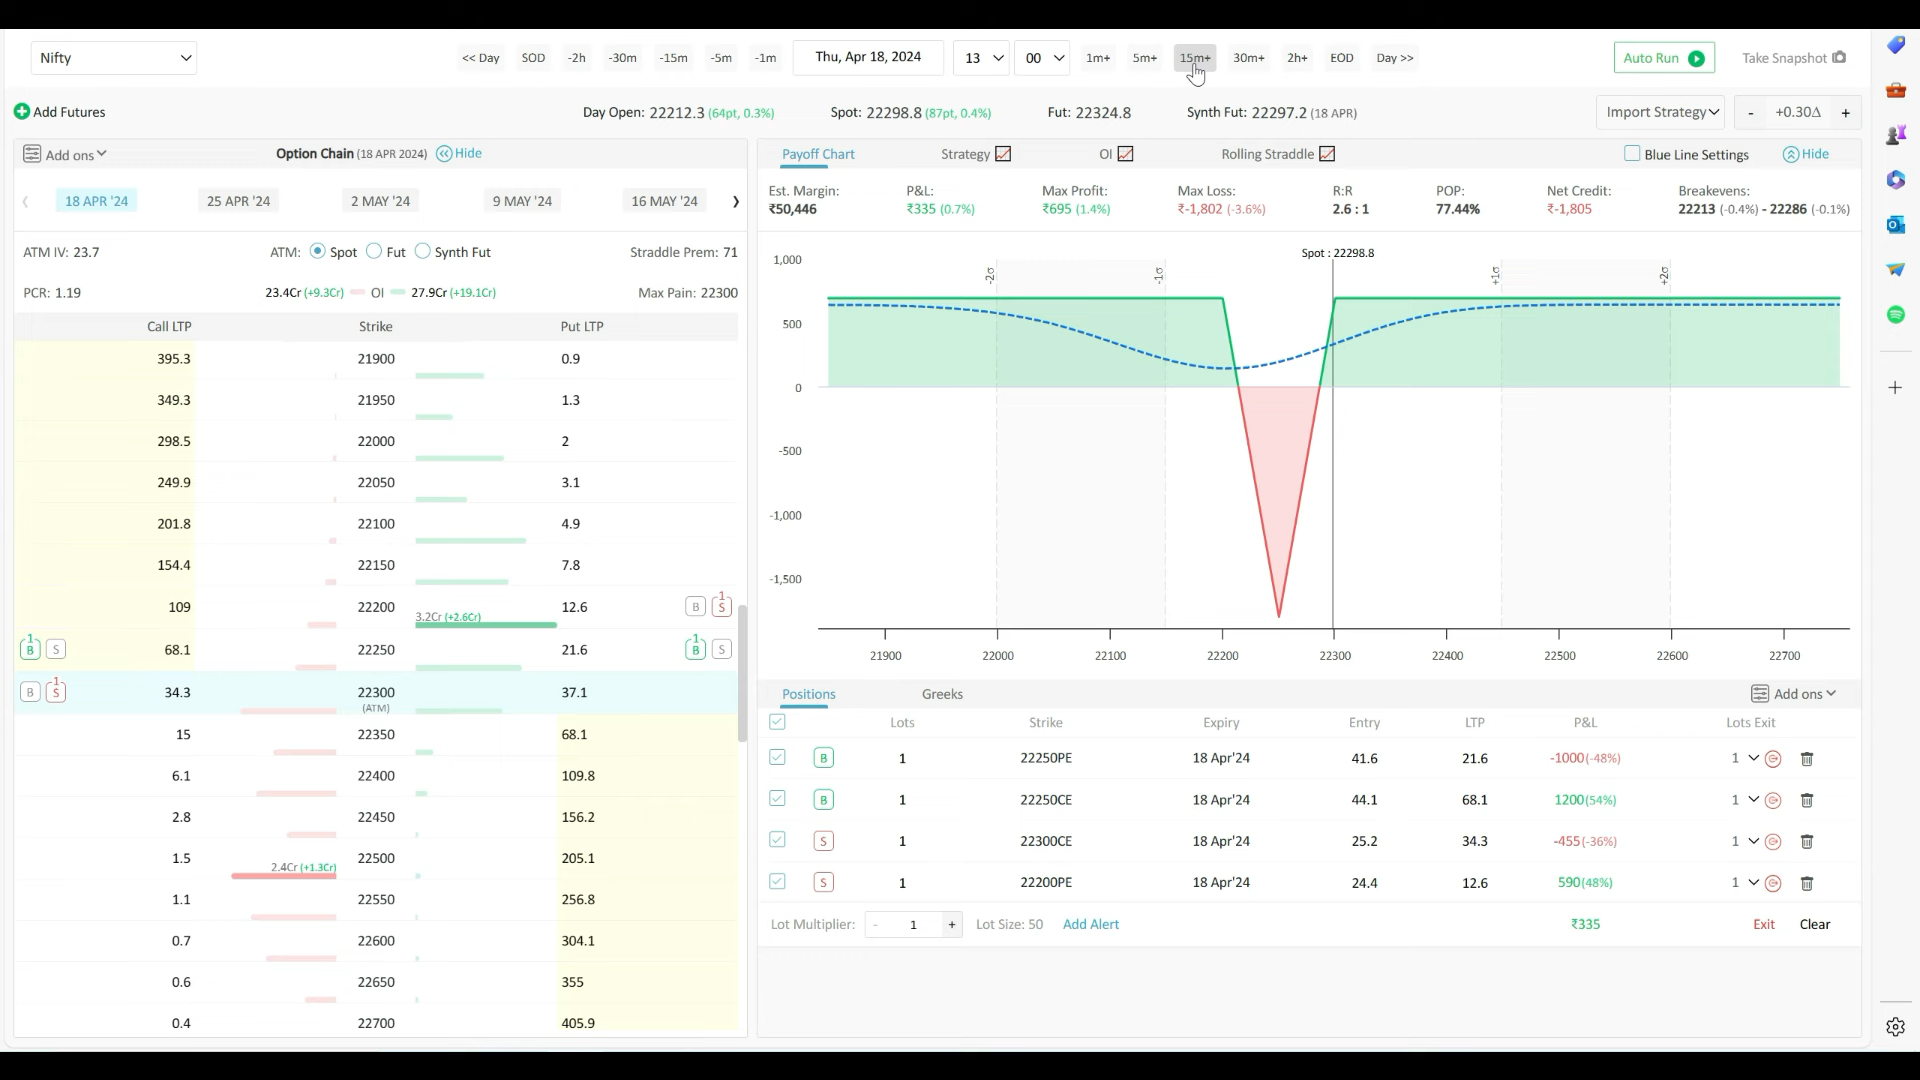 Nifty
<< Day SOD -2h -30m -15m -5m -1m Thu, Apr 18, 2024 13 00 1m+ 5m+ 15m+ 30m+ 2h+ EOD Day >>
Auto Run Take Snapshot
Add Futures
Day Open: 22212.3 (64pt, 0.3%) Spot: 22298.8 (87pt, 0.4%) Fut: 22324.8 Synth Fut: 22297.2 (18 APR)
Import Strategy - +0.30Δ +
Add ons Option Chain (18 APR 2024) Hide
18 APR '24 25 APR '24 2 MAY '24 9 MAY '24 16 MAY '24
ATM IV: 23.7 ATM: Spot Fut Synth Fut Straddle Prem: 71
PCR: 1.19 23.4Cr (+9.3Cr) OI 27.9Cr (+19.1Cr) Max Pain: 22300
Call LTP Strike Put LTP
395.3 21900 0.9
349.3 21950 1.3
298.5 22000 2
249.9 22050 3.1
201.8 22100 4.9
154.4 22150 7.8
109 22200 3.2Cr (+2.6Cr) 12.6 B 1 S
1 B S 68.1 22250 21.6 1 B S
B 1 S 34.3 22300 37.1
(ATM)
15 22350 68.1
6.1 22400 109.8
2.8 22450 156.2
1.5 2.4Cr (+1.3Cr) 22500 205.1
1.1 22550 256.8
0.7 22600 304.1
0.6 22650 355
0.4 22700 405.9
Payoff Chart Strategy OI Rolling Straddle Blue Line Settings Hide
Est. Margin: P&L: Max Profit: Max Loss: R:R POP: Net Credit: Breakevens:
₹50,446 ₹335 (0.7%) ₹695 (1.4%) ₹-1,802 (-3.6%) 2.6 : 1 77.44% ₹-1,805 22213 (-0.4%) - 22286 (-0.1%)
Spot : 22298.8
-2σ -1σ +1σ +2σ
1,000
500
0
-500
-1,000
-1,500
21900 22000 22100 22200 22300 22400 22500 22600 22700
Positions Greeks Add ons
Lots Strike Expiry Entry LTP P&L Lots Exit
B 1 22250PE 18 Apr'24 41.6 21.6 -1000(-48%) 1
B 1 22250CE 18 Apr'24 44.1 68.1 1200(54%) 1
S 1 22300CE 18 Apr'24 25.2 34.3 -455(-36%) 1
S 1 22200PE 18 Apr'24 24.4 12.6 590(48%) 1
Lot Multiplier: - 1 + Lot Size: 50 Add Alert ₹335 Exit Clear